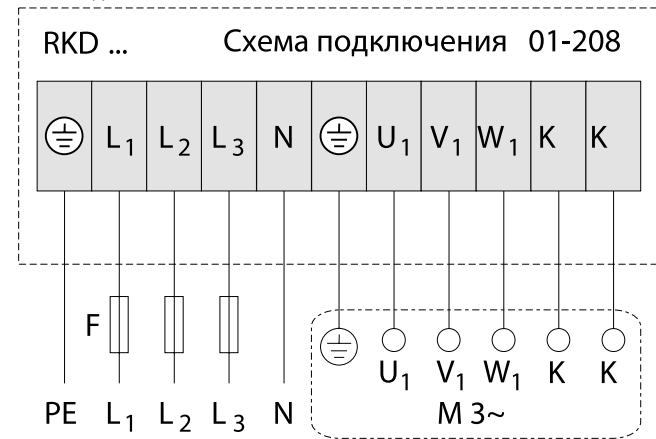 RKD ... Схема подключения 01-208
L1 L2 L3 N U1 V1 W1 K K
F
U1 V1 W1 K K
PE L1 L2 L3 N M 3~